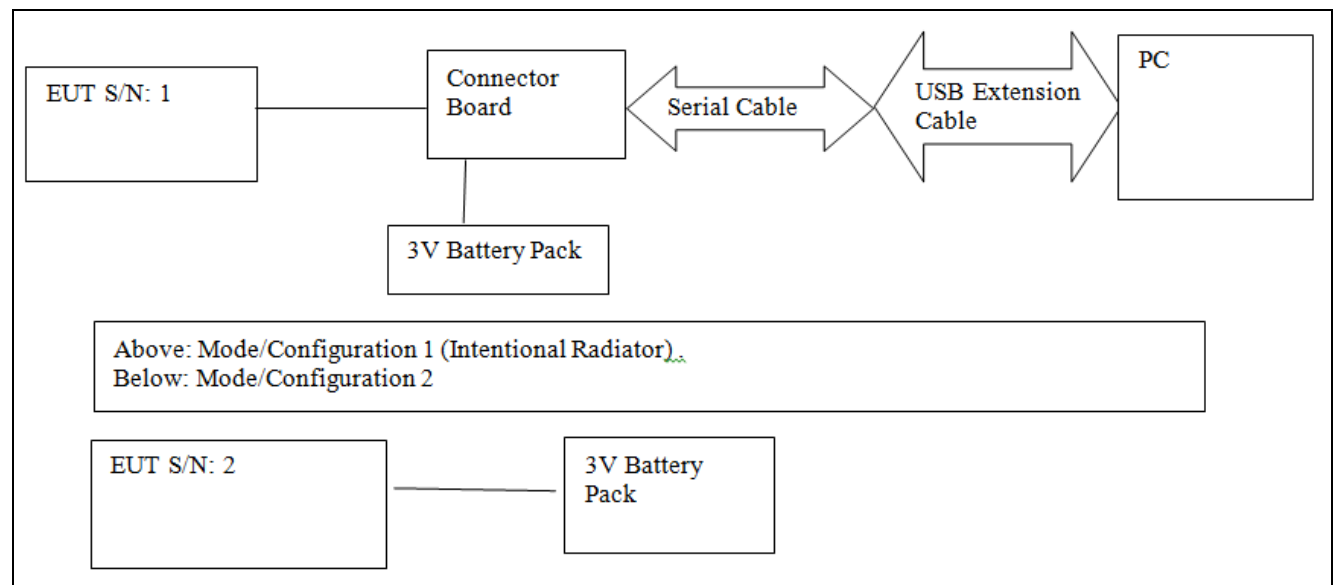 EUT S/N: 1
Connector
Board
Serial Cable
USB Extension
Cable
PC
3V Battery Pack
Above: Mode/Configuration 1 (Intentional Radiator) .
Below: Mode/Configuration 2
EUT S/N: 2
3V Battery
Pack